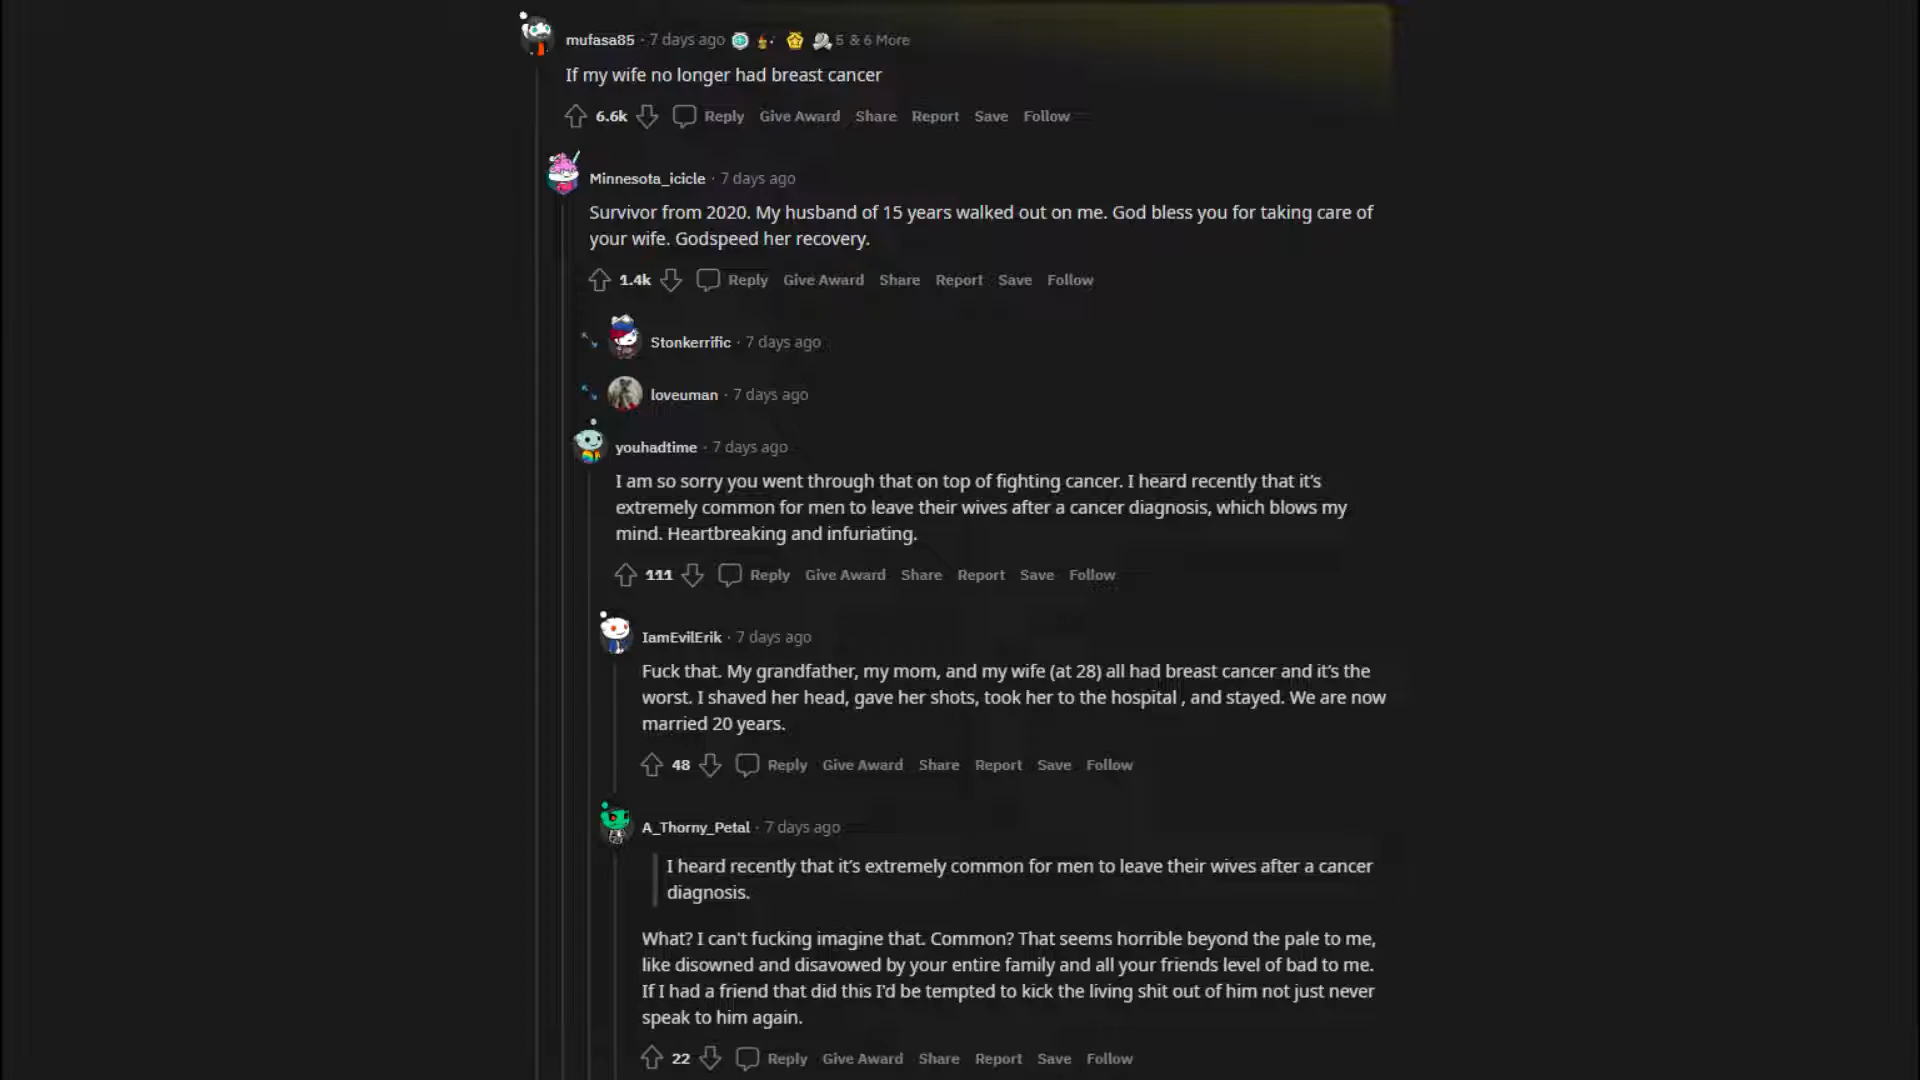 mufasa85 · 7 days ago 5 & 6 More
If my wife no longer had breast cancer
6.6k Reply Give Award Share Report Save Follow
Minnesota_icicle · 7 days ago
Survivor from 2020. My husband of 15 years walked out on me. God bless you for taking care of
your wife. Godspeed her recovery.
1.4k Reply Give Award Share Report Save Follow
Stonkerrific · 7 days ago
loveuman · 7 days ago
youhadtime · 7 days ago
I am so sorry you went through that on top of fighting cancer. I heard recently that it's
extremely common for men to leave their wives after a cancer diagnosis, which blows my
mind. Heartbreaking and infuriating.
111 Reply Give Award Share Report Save Follow
IamEvilErik · 7 days ago
Fuck that. My grandfather, my mom, and my wife (at 28) all had breast cancer and it's the
worst. I shaved her head, gave her shots, took her to the hospital , and stayed. We are now
married 20 years.
48 Reply Give Award Share Report Save Follow
A_Thorny_Petal · 7 days ago
I heard recently that it's extremely common for men to leave their wives after a cancer
diagnosis.
What? I can't fucking imagine that. Common? That seems horrible beyond the pale to me,
like disowned and disavowed by your entire family and all your friends level of bad to me.
If I had a friend that did this I'd be tempted to kick the living shit out of him not just never
speak to him again.
22 Reply Give Award Share Report Save Follow